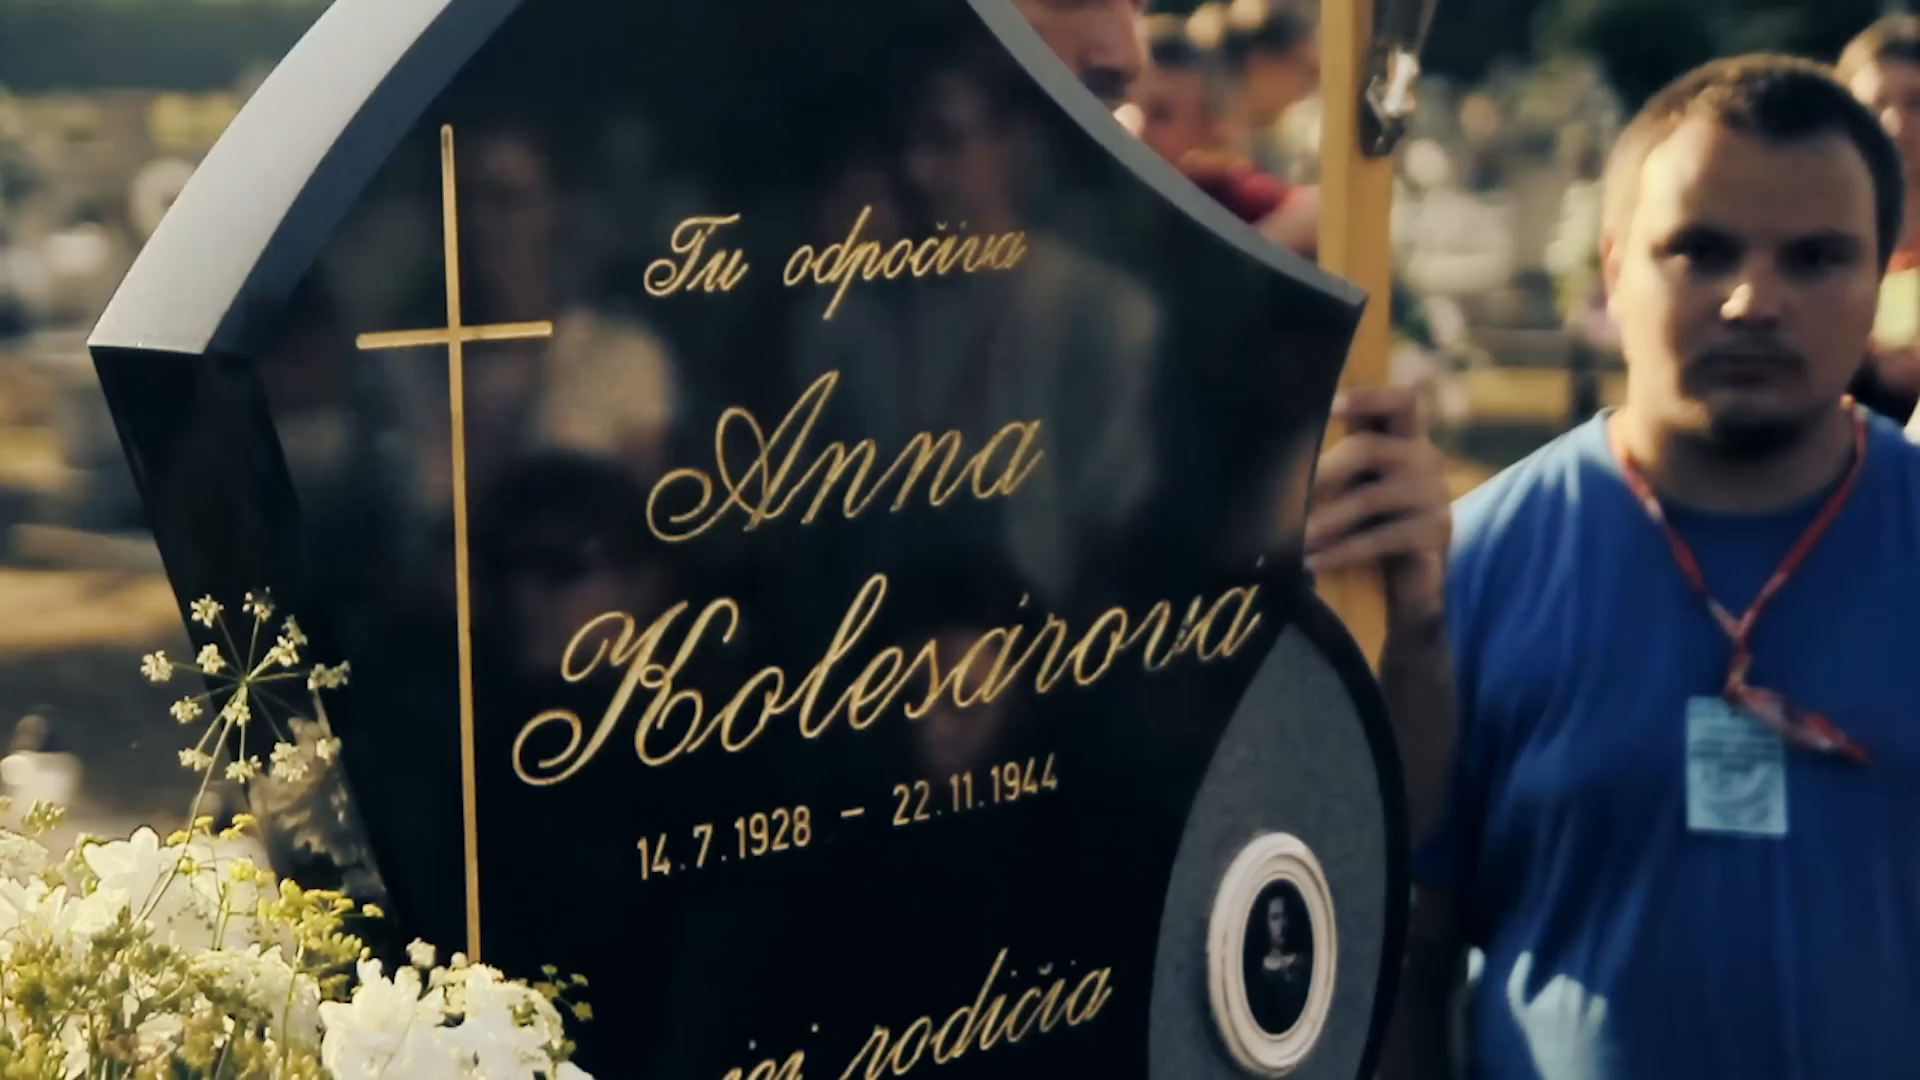 Tu odpočíva
Anna
Kolesárová
14.7.1928 – 22.11.1944
rodičia